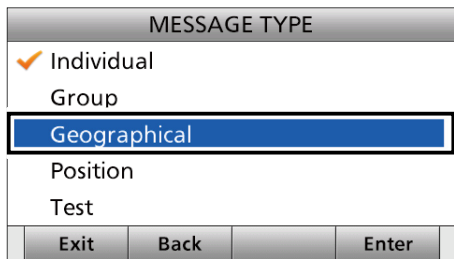 MESSAGE TYPE
Individual
Group
Geographical
Position
Test
Exit Back Enter